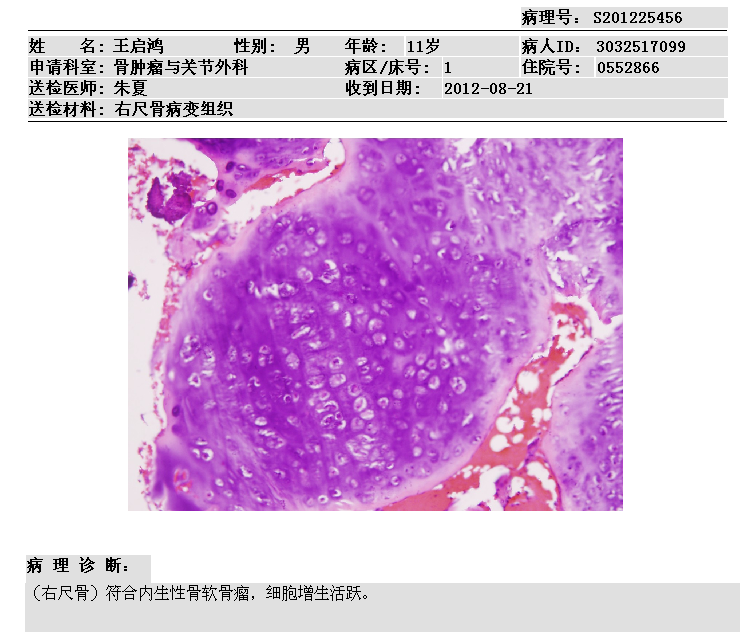 病理号: S201225456
姓 名: 王启鸿 性别: 男 年龄: 11岁 病人ID: 3032517099
申请科室: 骨肿瘤与关节外科 病区/床号: 1 住院号: 0552866
送检医师: 朱夏 收到日期: 2012-08-21
送检材料: 右尺骨病变组织
病 理 诊 断:
（右尺骨）符合内生性骨软骨瘤，细胞增生活跃。